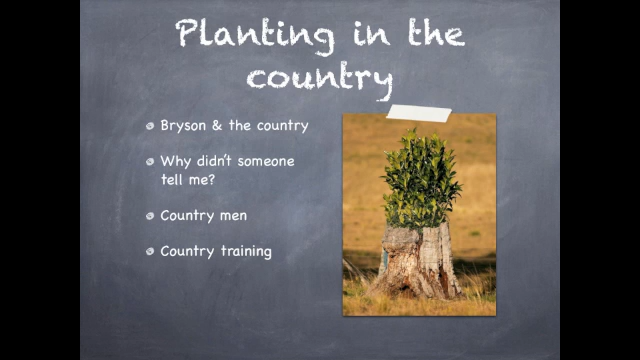 Planting in the
country
Bryson & the country
Why didn't someone
tell me?
Country men
Country training